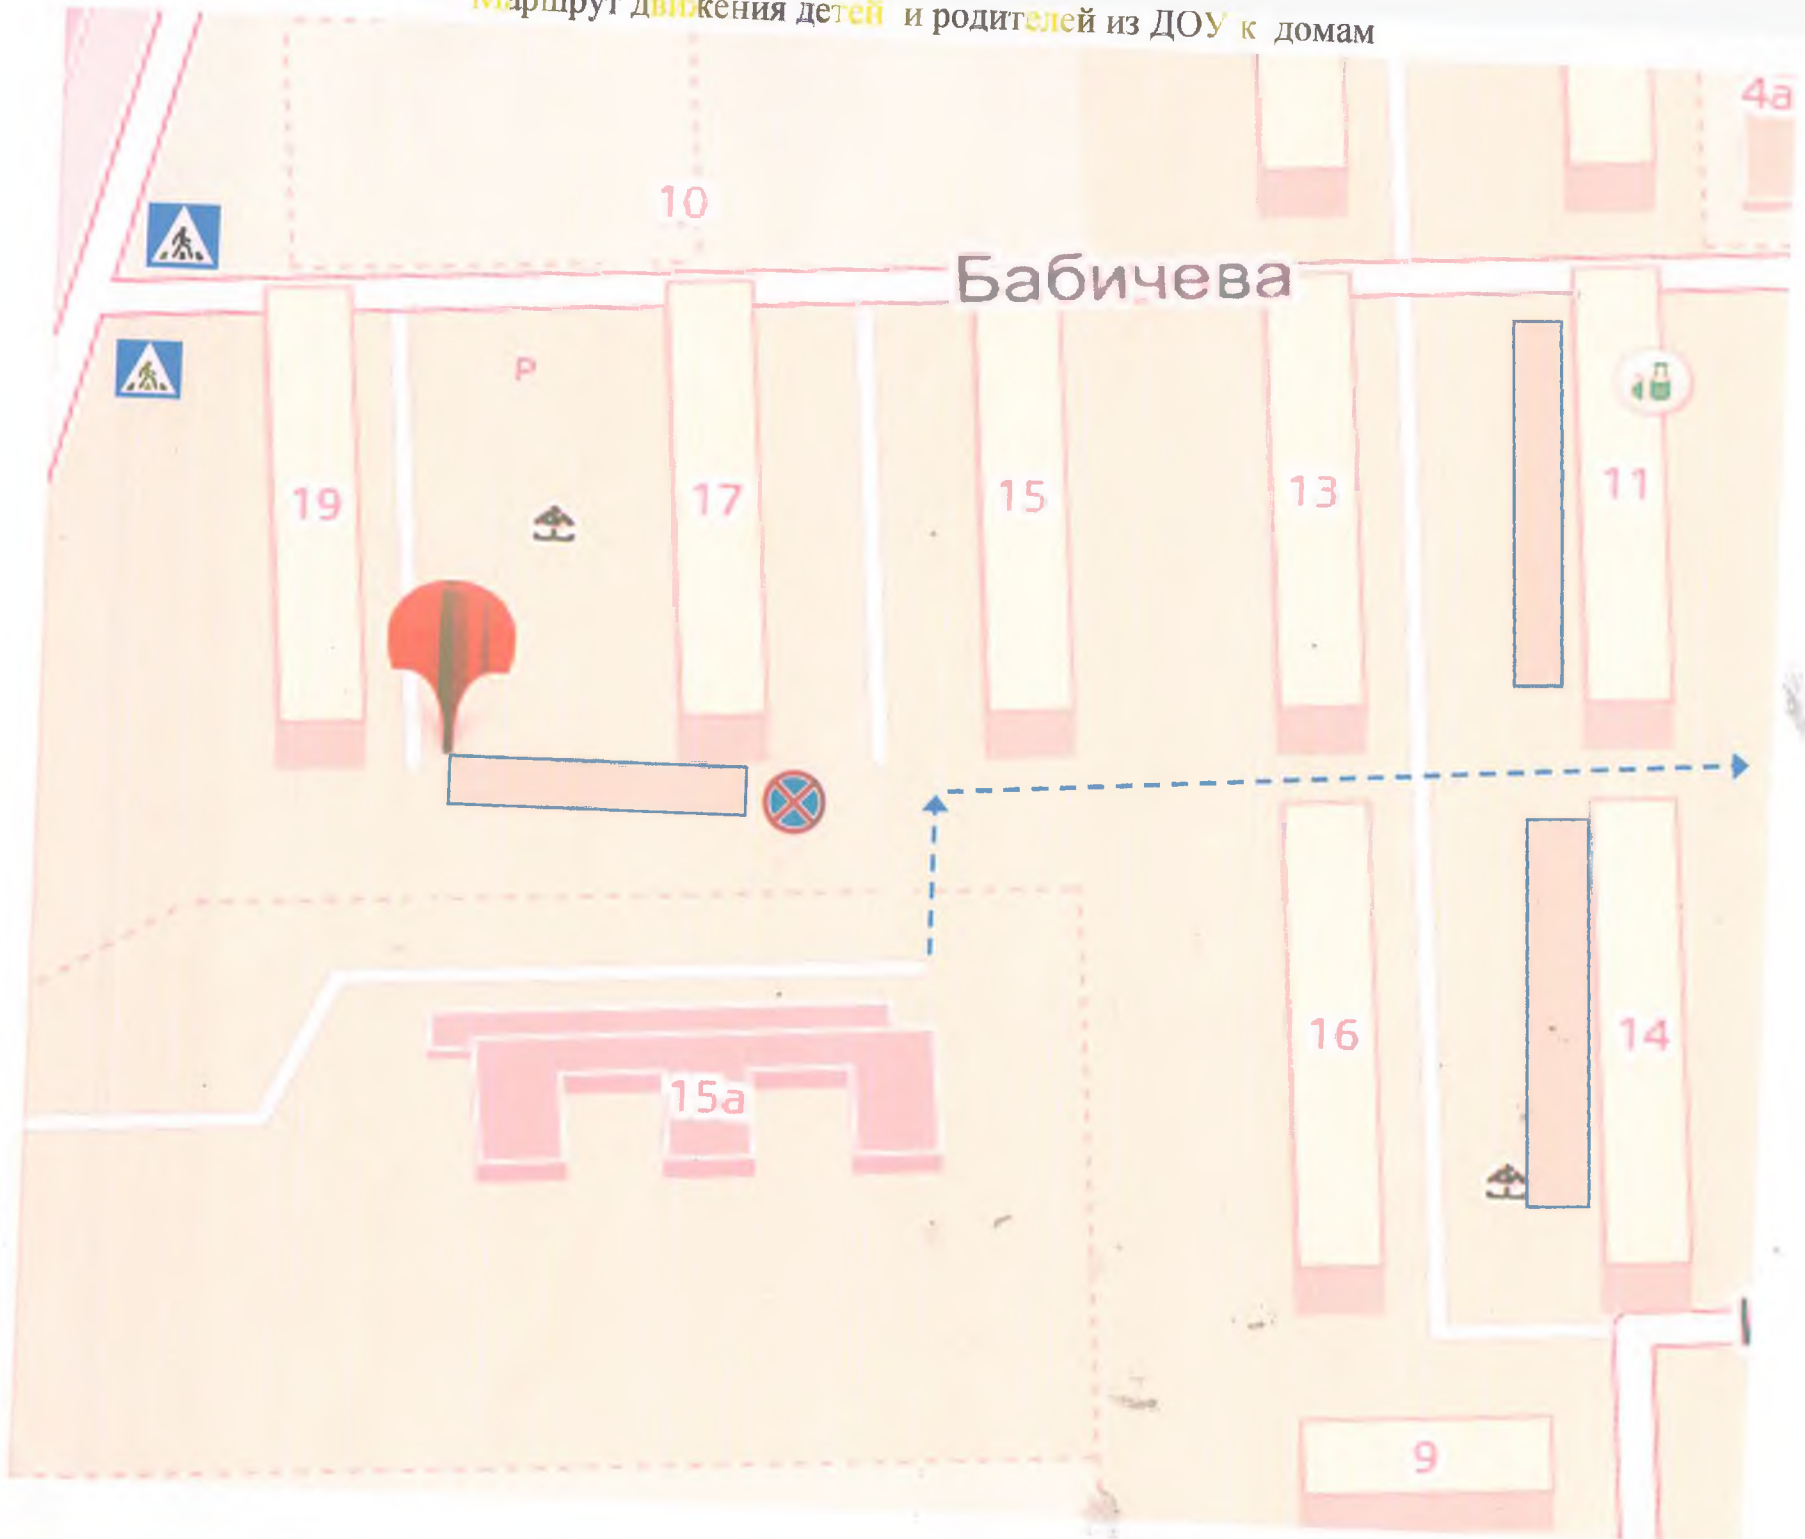 Маршрут движения детей и родителей из ДОУ к домам
4а
10
Бабичева
P
19
17
15
13
11
16
14
15а
9